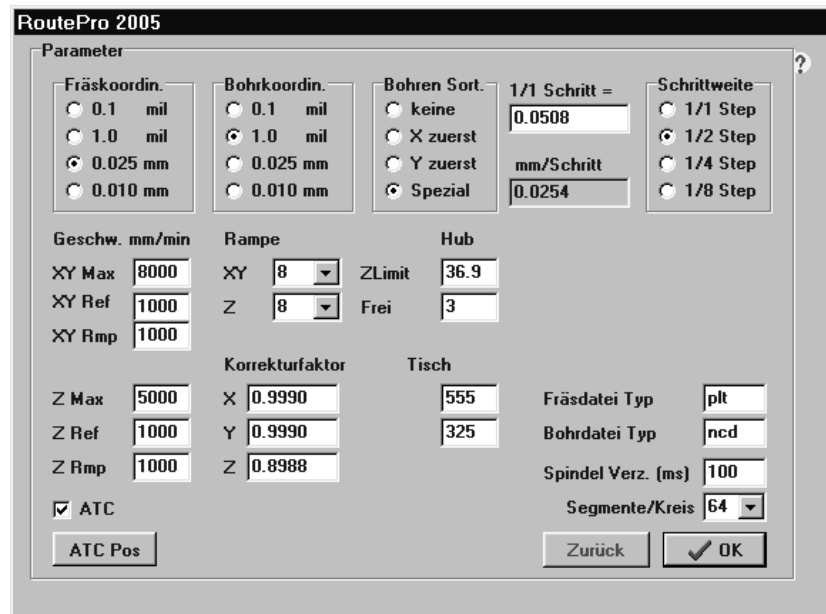 RoutePro 2005
Parameter
?
Fräskoordin.
0.1 mil
1.0 mil
0.025 mm
0.010 mm
Bohrkoordin.
0.1 mil
1.0 mil
0.025 mm
0.010 mm
Bohren Sort.
keine
X zuerst
Y zuerst
Spezial
1/1 Schritt =
0.0508
mm/Schritt
0.0254
Schrittweite
1/1 Step
1/2 Step
1/4 Step
1/8 Step
Geschw. mm/min
XY Max 8000
XY Ref 1000
XY Rmp 1000
Rampe
XY 8
Z 8
Hub
ZLimit 36.9
Frei 3
Z Max 5000
Z Ref 1000
Z Rmp 1000
Korrekturfaktor
X 0.9990
Y 0.9990
Z 0.8988
Tisch
555
325
Fräsdatei Typ plt
Bohrdatei Typ ncd
Spindel Verz. (ms) 100
Segmente/Kreis 64
ATC
ATC Pos
Zurück
OK